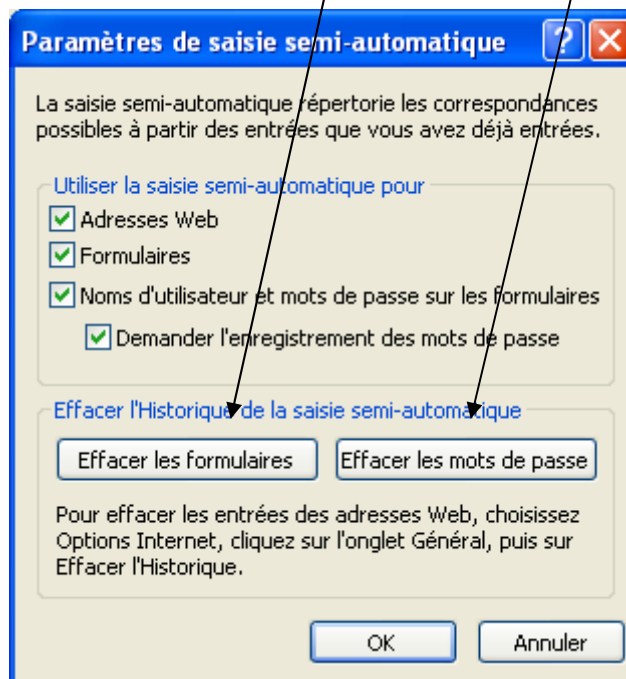 Paramètres de saisie semi-automatique
La saisie semi-automatique répertorie les correspondances
possibles à partir des entrées que vous avez déjà entrées.
Utiliser la saisie semi-automatique pour
Adresses Web
Formulaires
Noms d'utilisateur et mots de passe sur les formulaires
Demander l'enregistrement des mots de passe
Effacer l'Historique de la saisie semi-automatique
Effacer les formulaires
Effacer les mots de passe
Pour effacer les entrées des adresses Web, choisissez
Options Internet, cliquez sur l'onglet Général, puis sur
Effacer l'Historique.
OK
Annuler